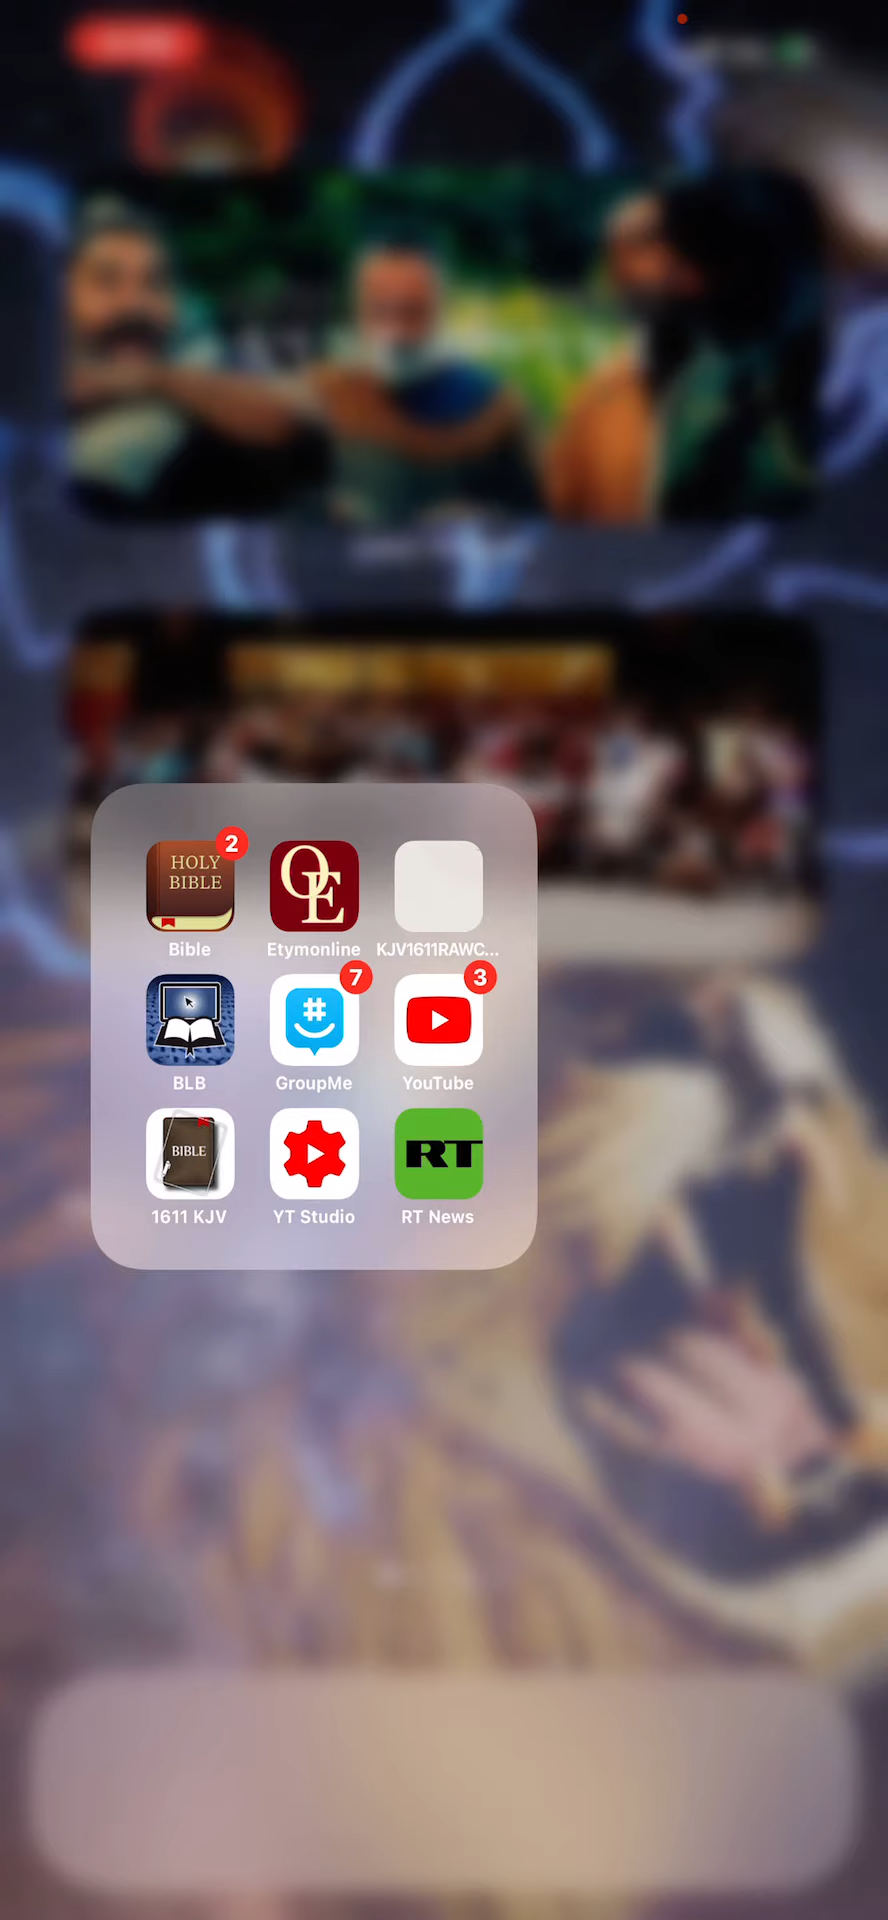 HOLY
BIBLE
2
Bible
OE
Etymonline
KJV1611RAWC...
BLB
#
7
GroupMe
3
YouTube
BIBLE
1611 KJV
YT Studio
RT
RT News